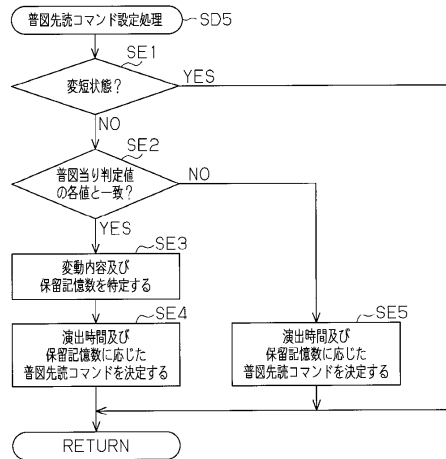 普図先読コマンド設定処理
SD5
SE1
変短状態?
YES
NO
SE2
普図当り判定値
の各値と一致?
NO
YES
SE3
変動内容及び
保留記憶数を特定する
SE4
演出時間及び
保留記憶数に応じた
普図先読コマンドを決定する
SE5
演出時間及び
保留記憶数に応じた
普図先読コマンドを決定する
RETURN